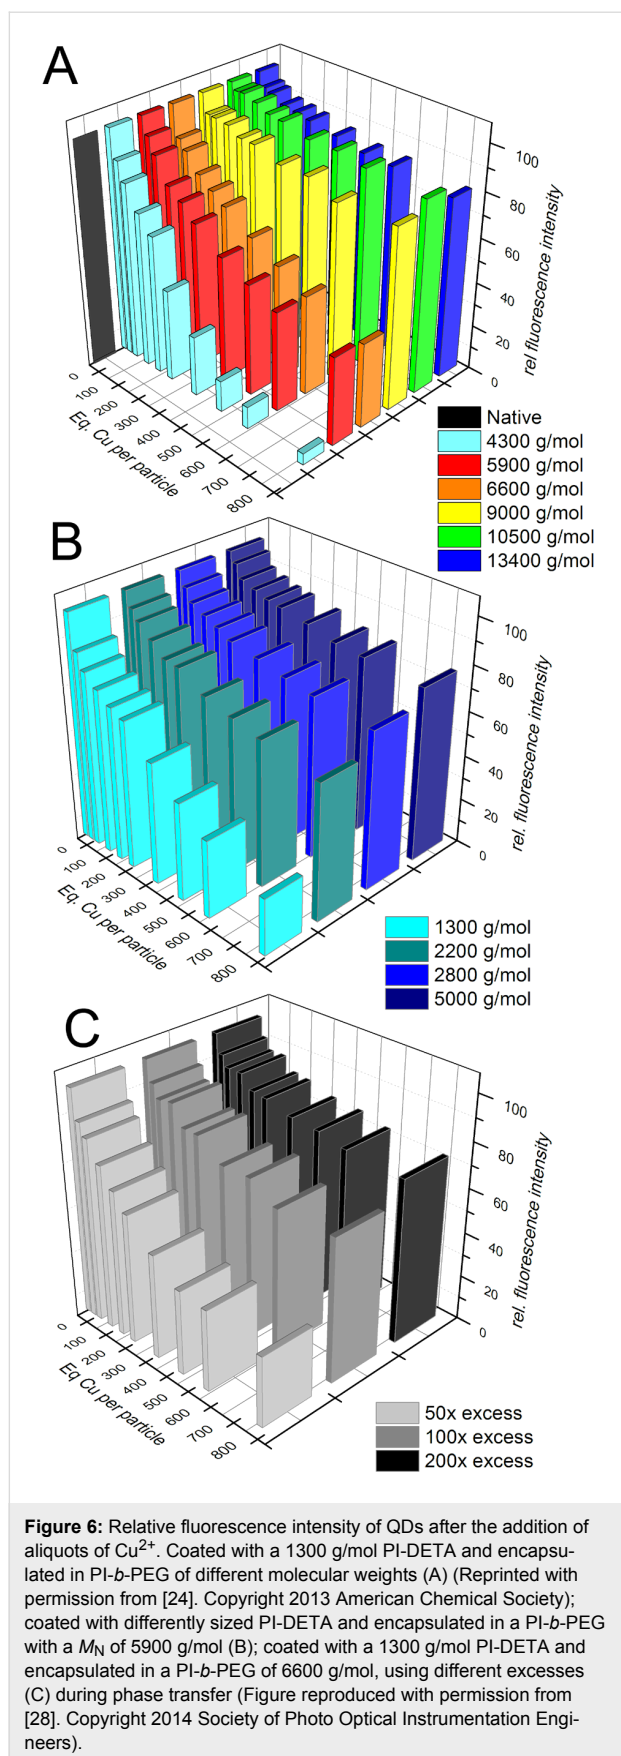 A
100
80
60
40
20
0
rel fluorescence intensity
0
100
200
300
400
500
600
700
800
Eq. Cu per particle
Native
4300 g/mol
5900 g/mol
6600 g/mol
9000 g/mol
10500 g/mol
13400 g/mol
B
100
80
60
40
20
0
rel. fluorescence intensity
0
100
200
300
400
500
600
700
800
Eq. Cu per particle
1300 g/mol
2200 g/mol
2800 g/mol
5000 g/mol
C
100
80
60
40
20
0
rel. fluorescence intensity
0
100
200
300
400
500
600
700
800
Eq Cu per particle
50x excess
100x excess
200x excess
Figure 6: Relative fluorescence intensity of QDs after the addition of
aliquots of Cu2+. Coated with a 1300 g/mol PI-DETA and encapsu-
lated in PI-b-PEG of different molecular weights (A) (Reprinted with
permission from [24]. Copyright 2013 American Chemical Society);
coated with differently sized PI-DETA and encapsulated in a PI-b-PEG
with a MN of 5900 g/mol (B); coated with a 1300 g/mol PI-DETA and
encapsulated in a PI-b-PEG of 6600 g/mol, using different excesses
(C) during phase transfer (Figure reproduced with permission from
[28]. Copyright 2014 Society of Photo Optical Instrumentation Engi-
neers).